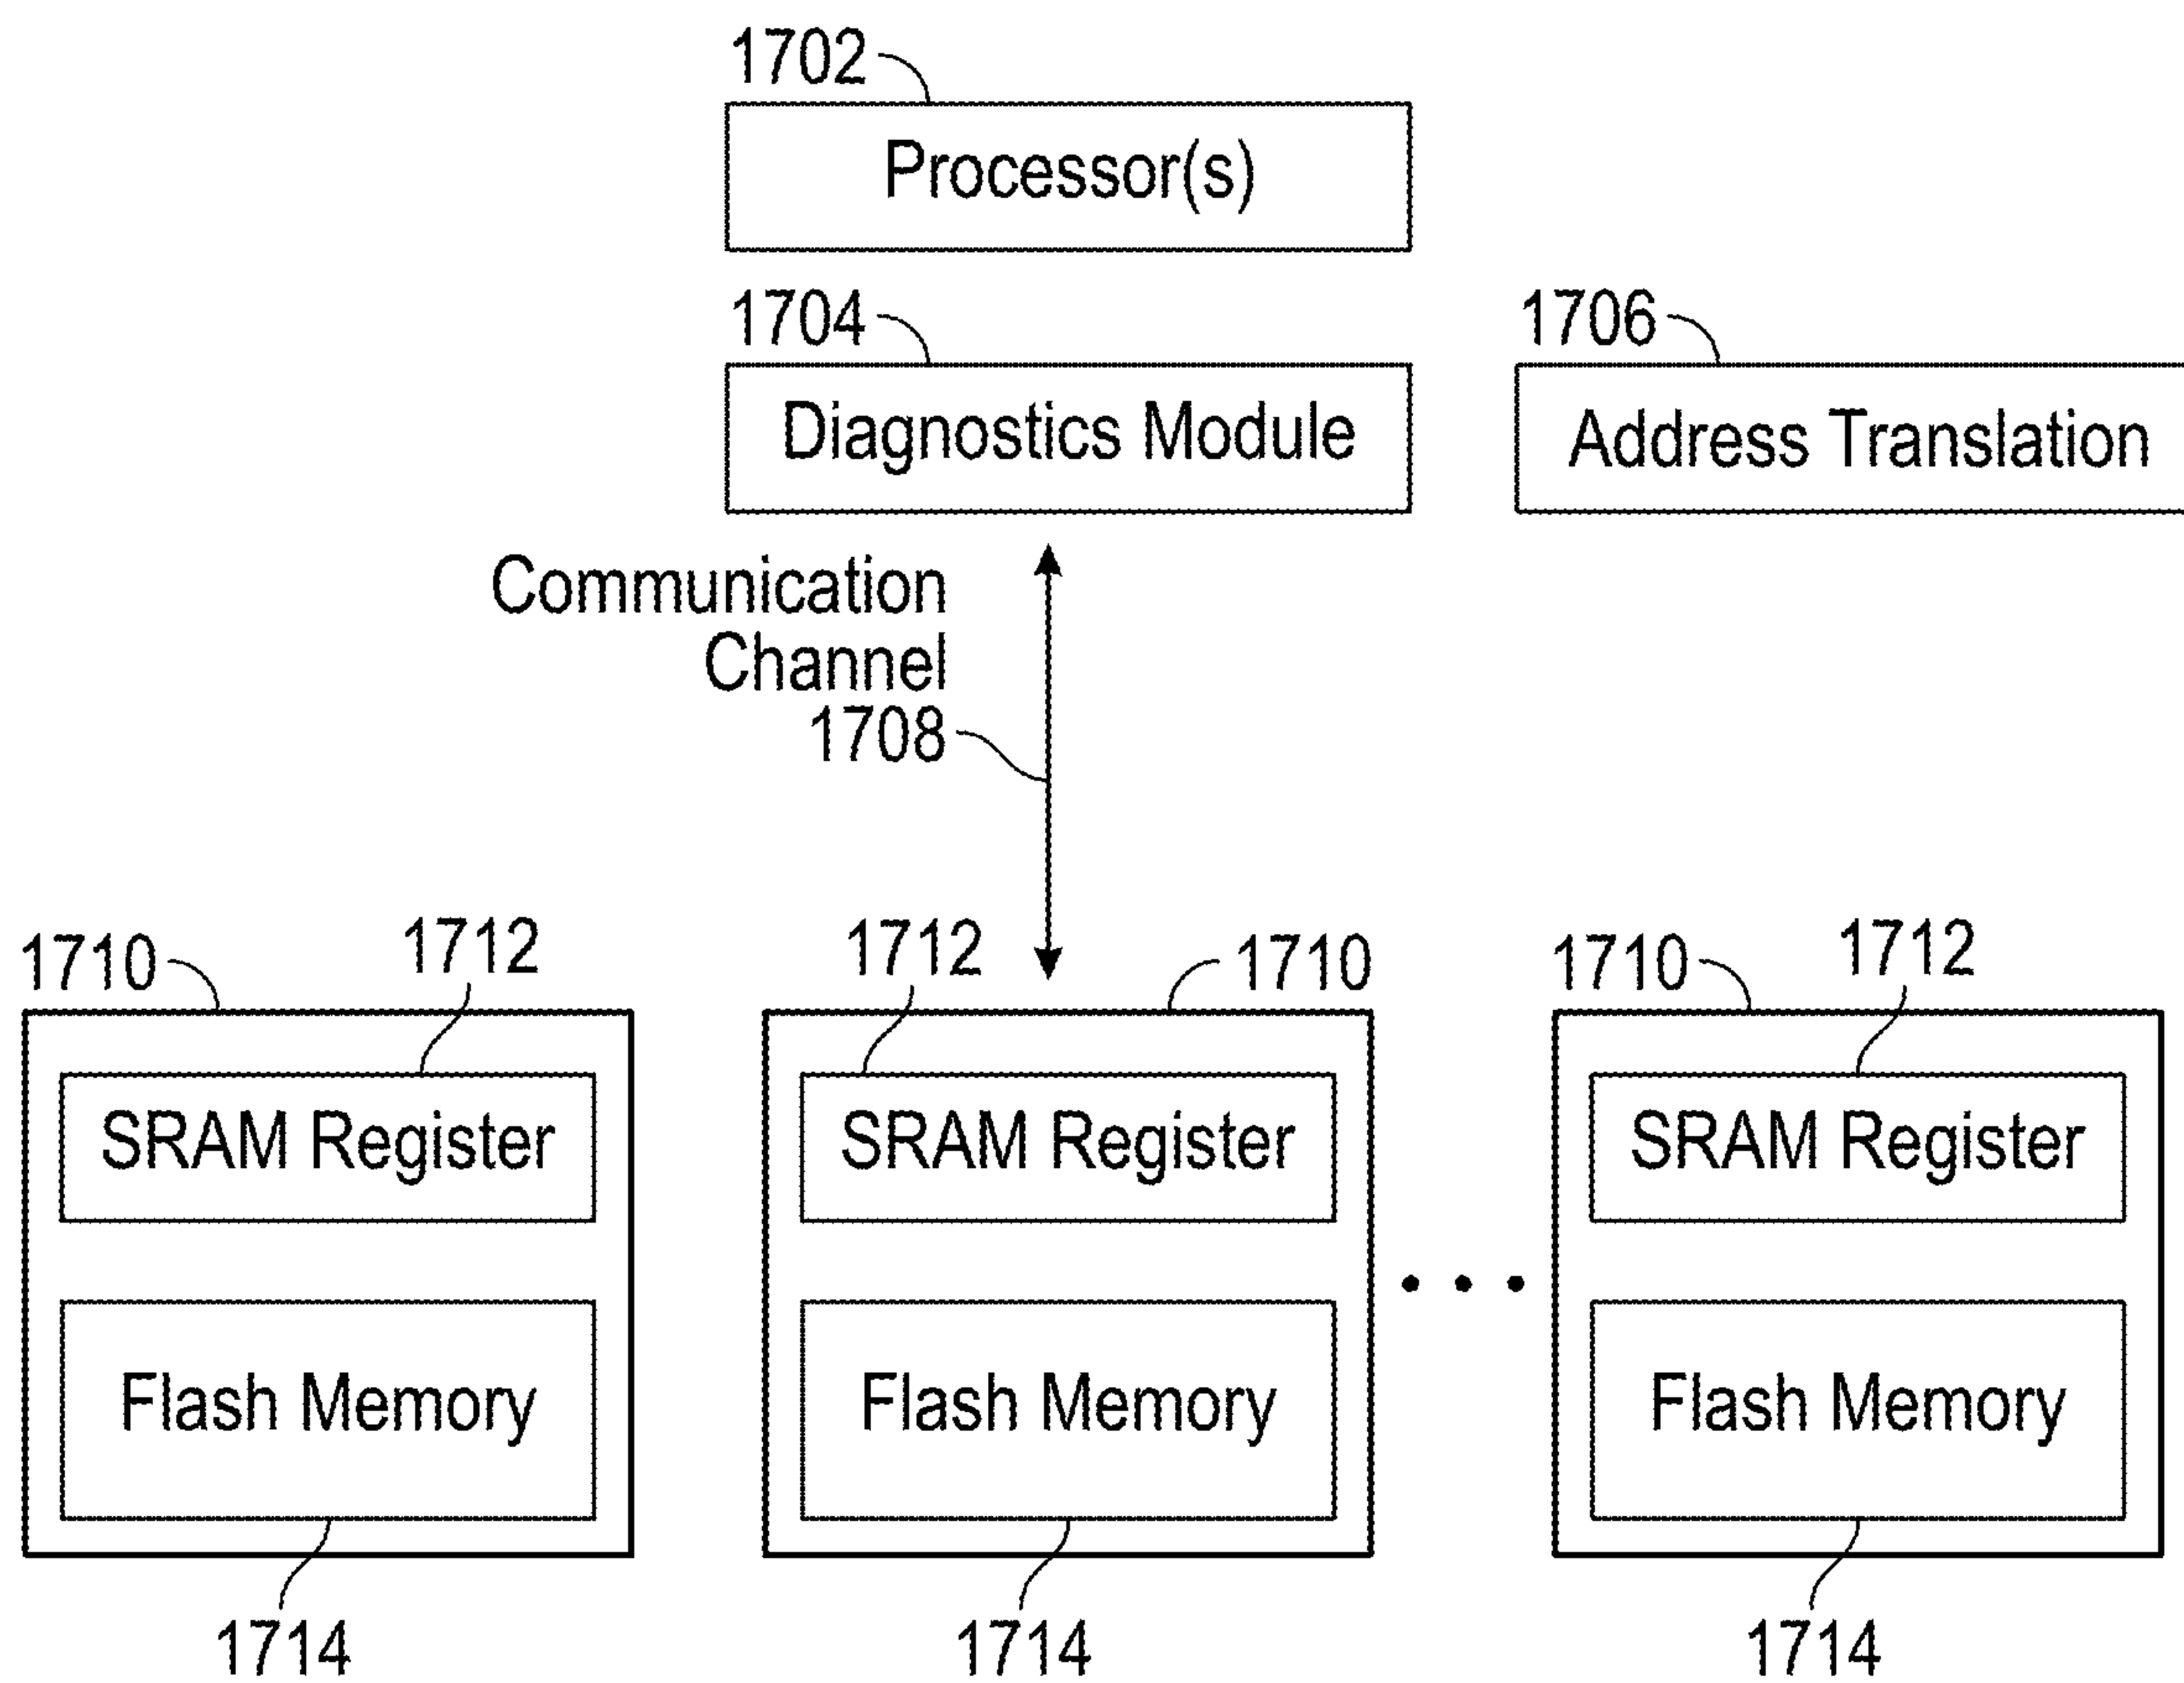 1702
Processor(s)
1704
1706
Diagnostics Module
Address Translation
Communication
Channel
1708
1710
1712
1712
1710
1710
1712
SRAM Register
SRAM Register
SRAM Register
Flash Memory
Flash Memory
Flash Memory
1714
1714
1714